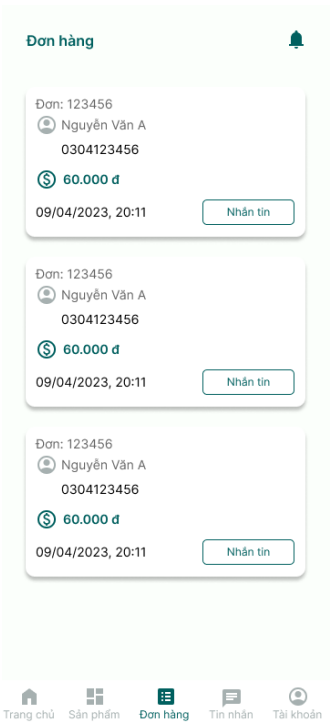 Đơn hàng
Đơn: 123456
Nguyễn Văn A
0304123456
60.000 đ
09/04/2023, 20:11
Nhắn tin
Đơn: 123456
Nguyễn Văn A
0304123456
60.000 đ
09/04/2023, 20:11
Nhắn tin
Đơn: 123456
Nguyễn Văn A
0304123456
60.000 đ
09/04/2023, 20:11
Nhắn tin
Trang chủ Sản phẩm Đơn hàng Tin nhắn Tài khoản